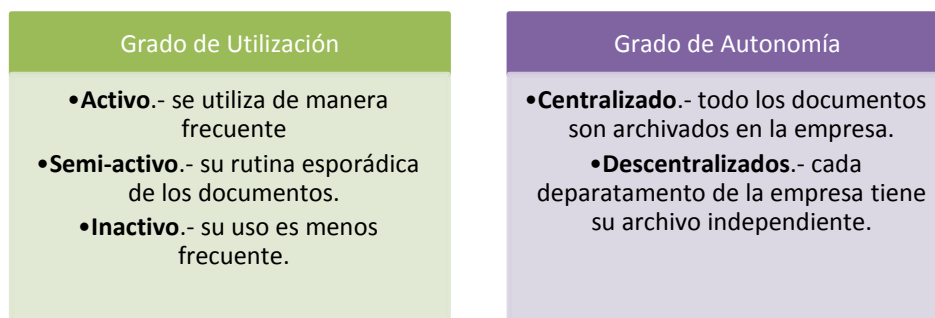 Grado de Utilización
•Activo.- se utiliza de manera
frecuente
•Semi-activo.- su rutina esporádica
de los documentos.
•Inactivo.- su uso es menos
frecuente.
Grado de Autonomía
•Centralizado.- todo los documentos
son archivados en la empresa.
•Descentralizados.- cada
deparatamento de la empresa tiene
su archivo independiente.